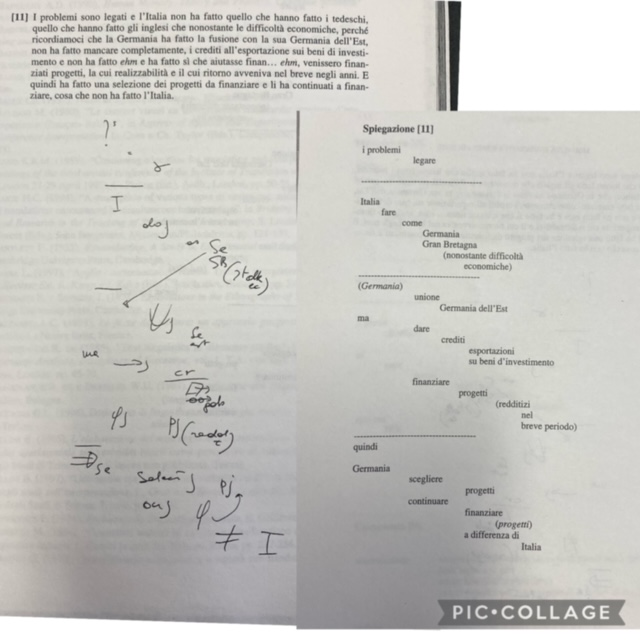 [11] I problemi sono legati e l'Italia non ha fatto quello che hanno fatto i tedeschi,
quello che hanno fatto gli inglesi che nonostante le difficoltà economiche, perché
ricordiamoci che la Germania ha fatto la fusione con la sua Germania dell'Est,
non ha fatto mancare completamente, i crediti all'esportazione sui beni di investi-
mento e non ha fatto ehm e ha fatto sì che aiutasse finan... ehm, venissero finan-
ziati progetti, la cui realizzabilità e il cui ritorno avveniva nel breve negli anni. E
quindi ha fatto una selezione dei progetti da finanziare e li ha continuati a finan-
ziare, cosa che non ha fatto l'Italia.
I
Se
cr
≠ I
Spiegazione [11]
i problemi
legare
Italia
fare
come
Germania
Gran Bretagna
(nonostante difficoltà
economiche)
(Germania)
unione
Germania dell'Est
ma
dare
crediti
esportazioni
su beni d'investimento
finanziare
progetti
(redditizi
nel
breve periodo)
quindi
Germania
scegliere
progetti
continuare
finanziare
(progetti)
a differenza di
Italia
PIC•COLLAGE